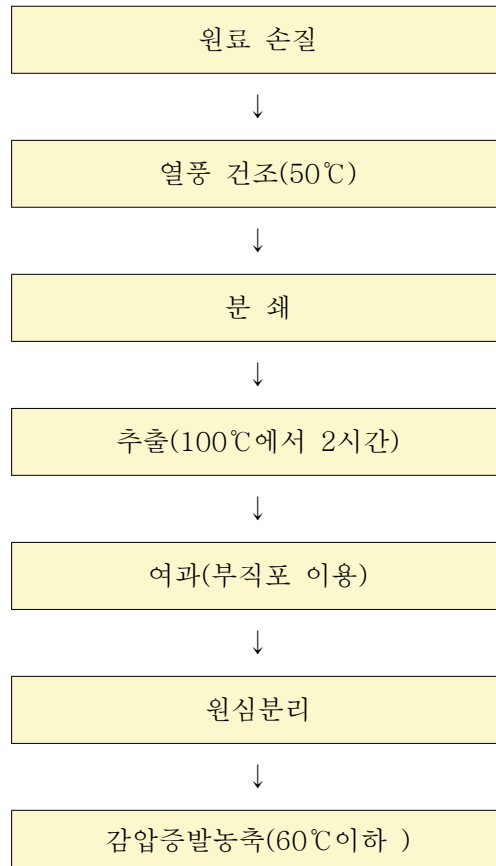 원료 손질
↓
열풍 건조(50℃)
↓
분 쇄
↓
추출(100℃에서 2시간)
↓
여과(부직포 이용)
↓
원심분리
↓
감압증발농축(60℃이하 )